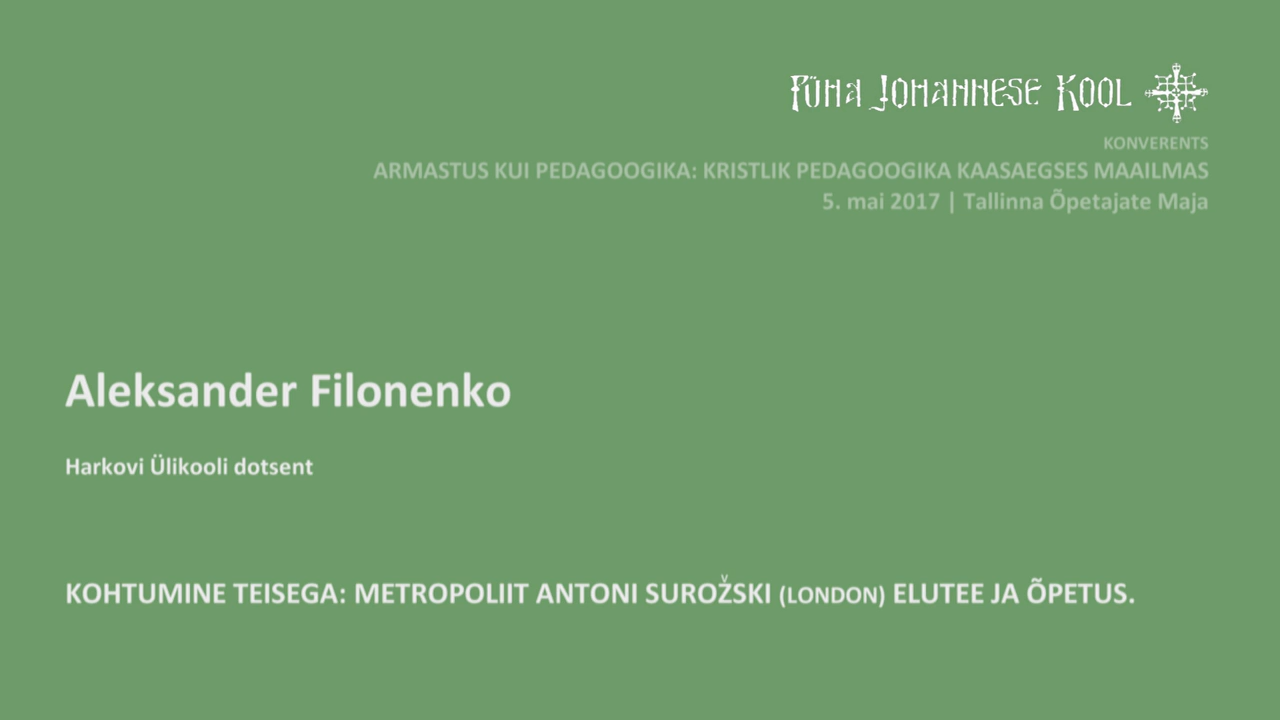 Püha Johannese Kool
KONVERENTS
ARMASTUS KUI PEDAGOOGIKA: KRISTLIK PEDAGOOGIKA KAASAEGSES MAAILMAS
5. mai 2017 | Tallinna Õpetajate Maja
Aleksander Filonenko
Harkovi Ülikooli dotsent
KOHTUMINE TEISEGA: METROPOLIIT ANTONI SUROŽSKI (LONDON) ELUTEE JA ÕPETUS.